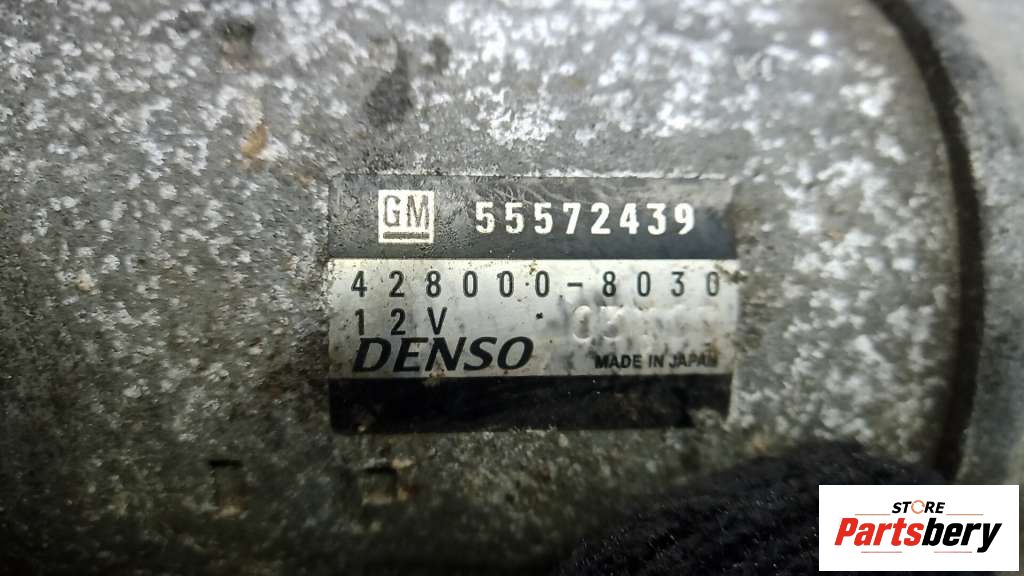 GM 55572439
428000-8030
12V
DENSO MADE IN JAPAN
STORE
Partsbery